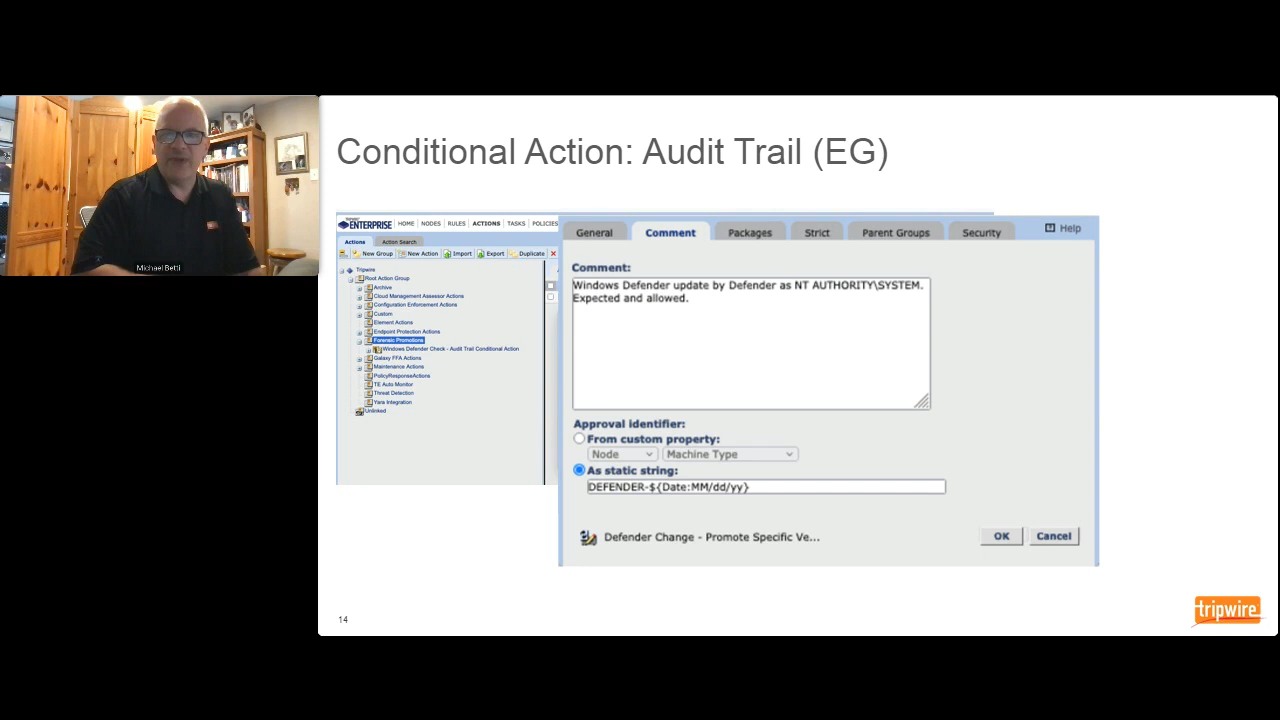 Michael Betti
Conditional Action: Audit Trail (EG)
ENTERPRISE HOME NODES RULES ACTIONS TASKS POLICIES
Actions Action Search
New Group New Action Import Export Duplicate
Tripwire
Root Action Group
Archive
Cloud Management Assessor Actions
Configuration Enforcement Actions
Custom
Element Actions
Endpoint Protection Actions
Forensic Promotions
Windows Defender Check - Audit Trail Conditional Action
Galaxy FFA Actions
Maintenance Actions
PolicyResponseActions
TE Auto Monitor
Threat Detection
Yara Integration
Unlinked
General Comment Packages Strict Parent Groups Security Help
Comment:
Windows Defender update by Defender as NT AUTHORITY\SYSTEM.
Expected and allowed.
Approval identifier:
From custom property:
Node Machine Type
As static string:
DEFENDER-${Date:MM/dd/yy}
Defender Change - Promote Specific Ve...
OK Cancel
14
tripwire